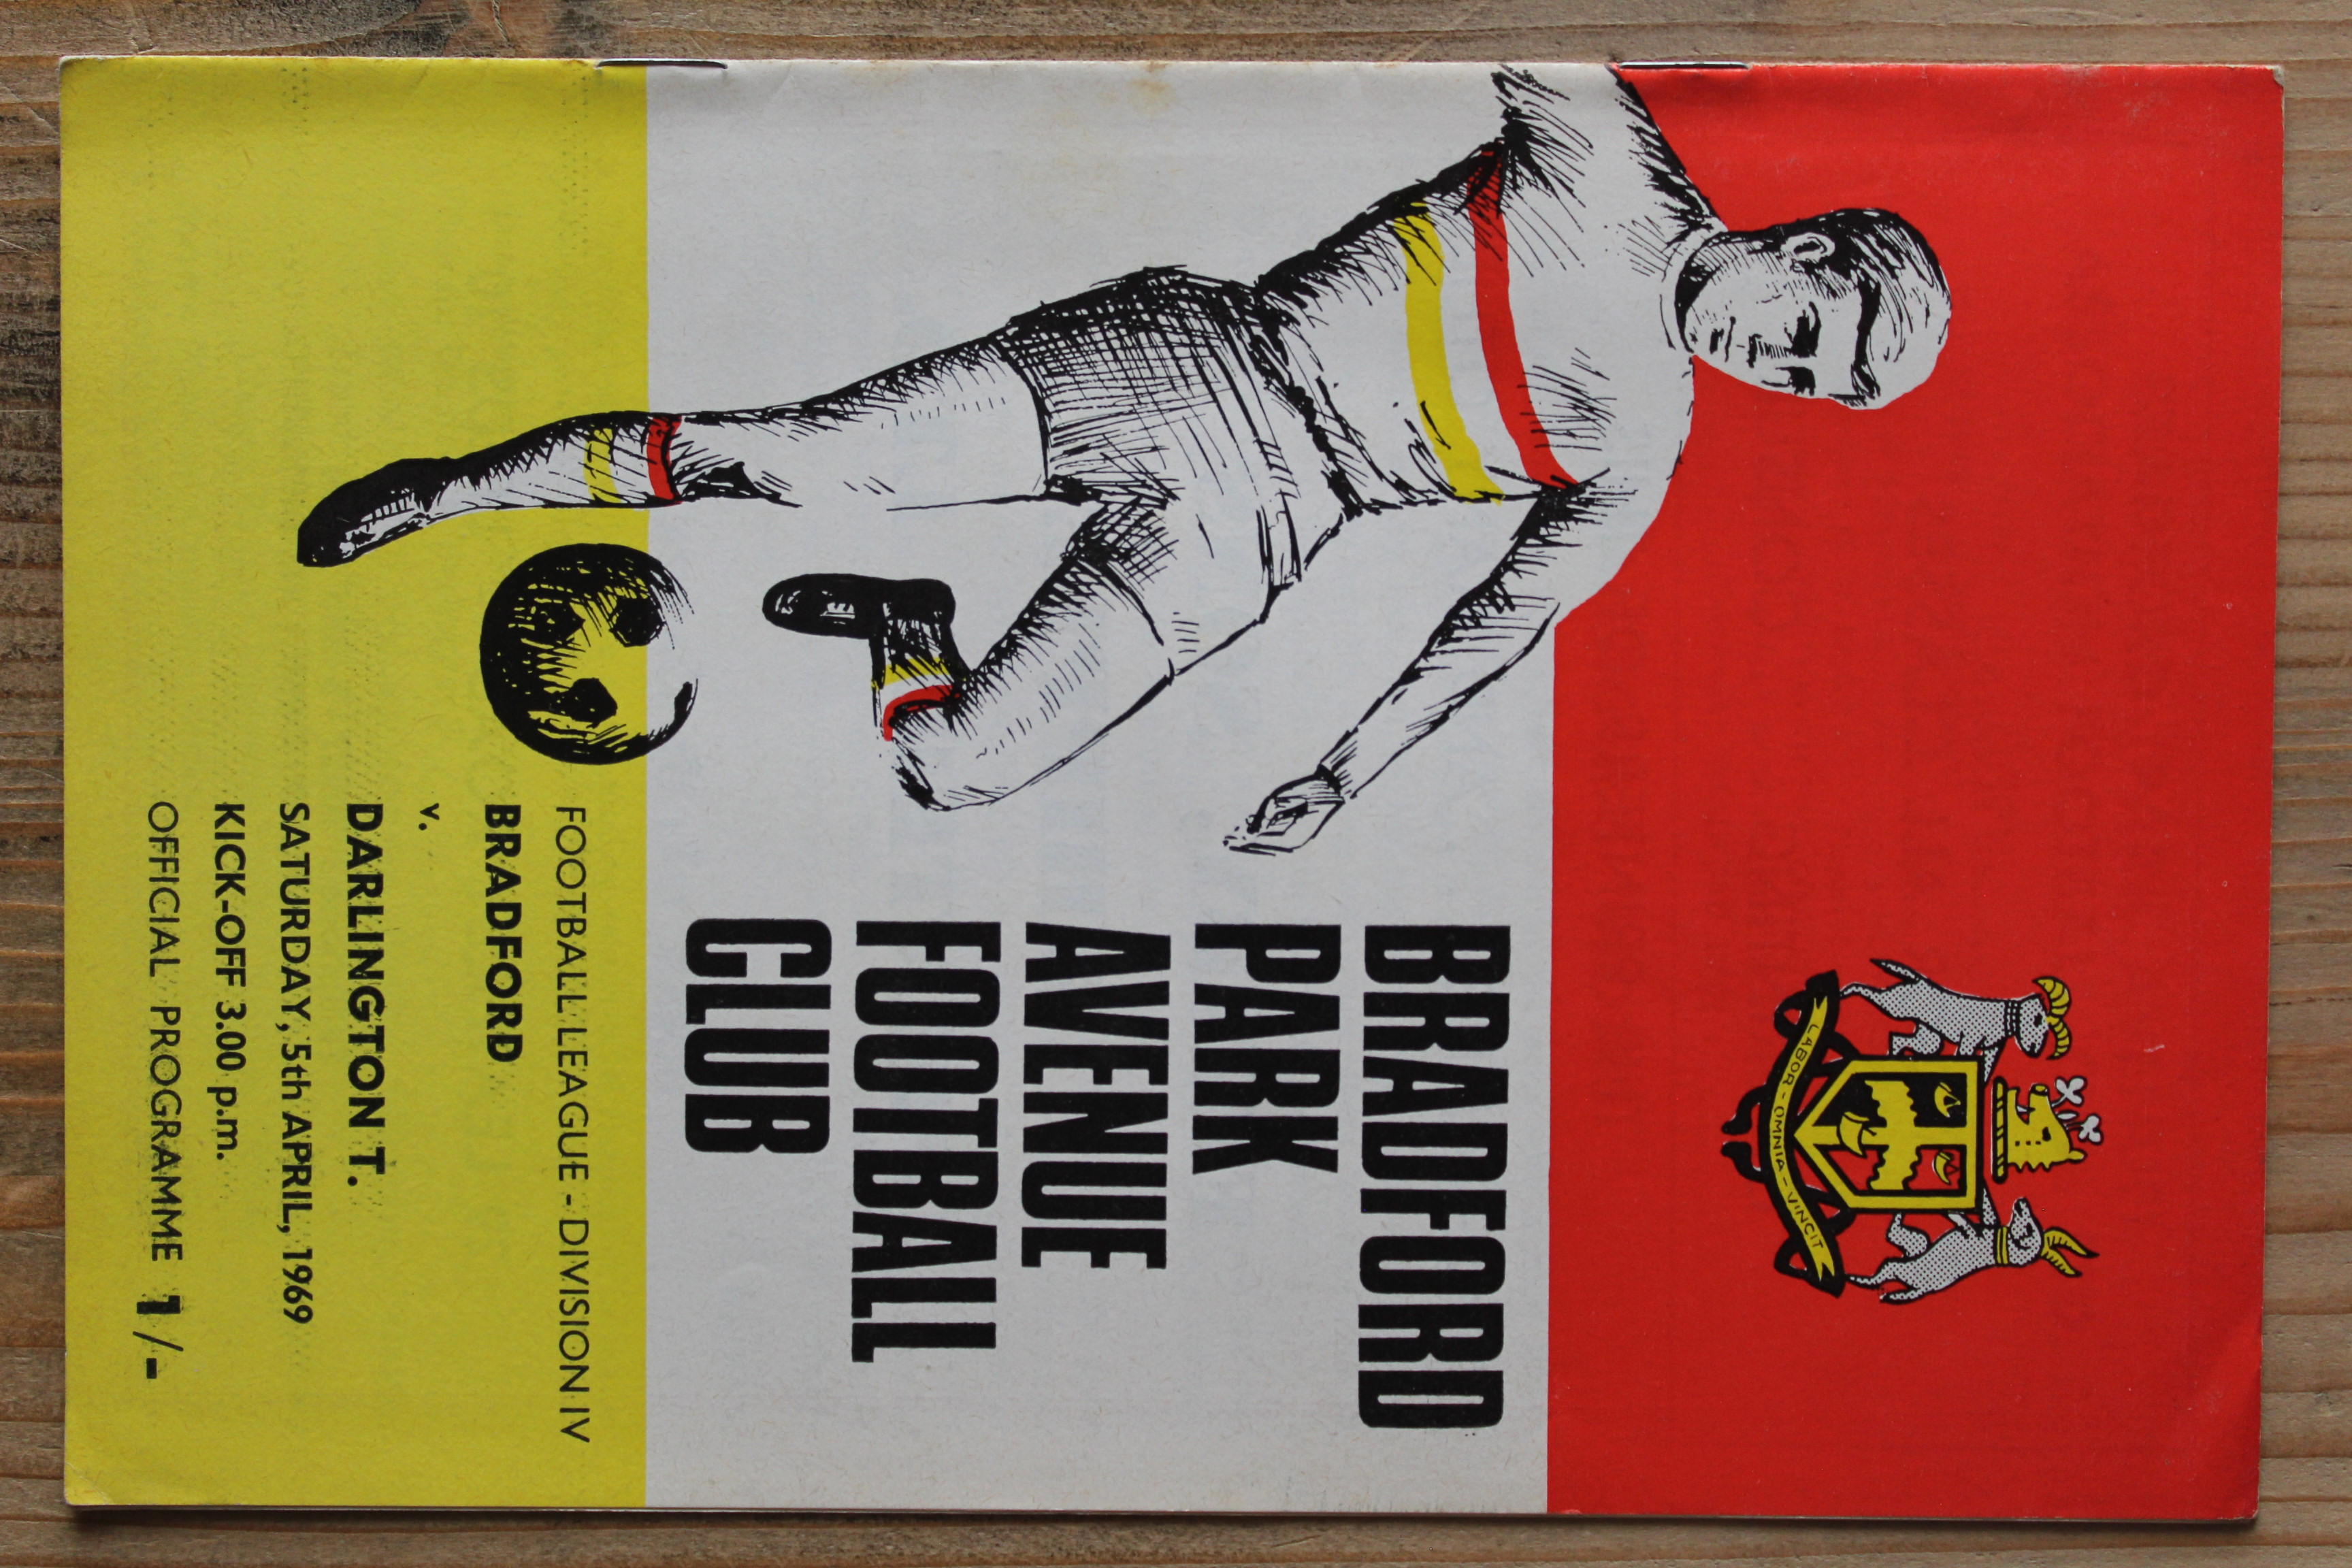 LABOR - OMNIA - VINCIT
BRADFORD
PARK
AVENUE
FOOTBALL
CLUB
FOOTBALL LEAGUE - DIVISION IV
BRADFORD
v.
DARLINGTON T.
SATURDAY, 5th APRIL, 1969
KICK-OFF 3.00 p.m.
OFFICIAL PROGRAMME 1/-